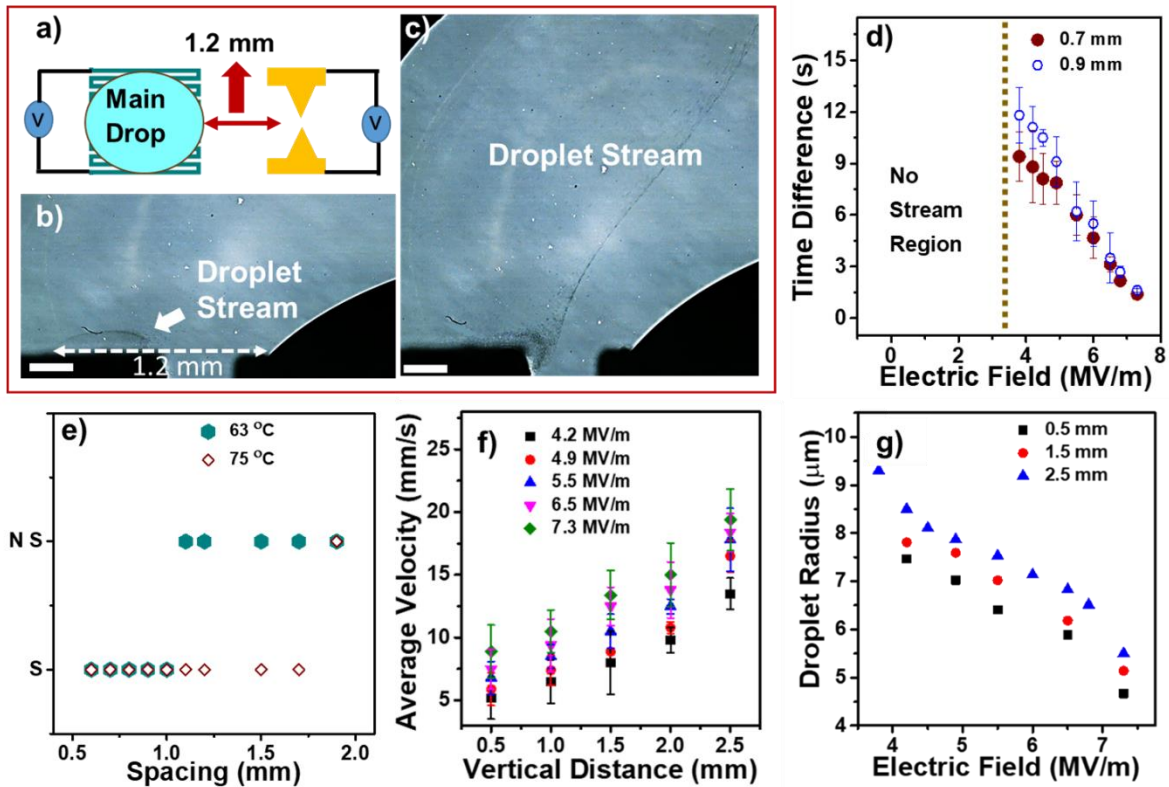 a)
1.2 mm
V
Main
Drop
V
b)
Droplet
Stream
1.2 mm
c)
Droplet Stream
d)
0.7 mm
0.9 mm
No
Stream
Region
Time Difference (s)
15
12
9
6
3
0
0
2
4
6
8
Electric Field (MV/m)
e)
63 °C
75 °C
N S
S
0.5
1.0
1.5
2.0
Spacing (mm)
f)
4.2 MV/m
4.9 MV/m
5.5 MV/m
6.5 MV/m
7.3 MV/m
Average Velocity (mm/s)
25
20
15
10
5
0.5
1.0
1.5
2.0
2.5
Vertical Distance (mm)
g)
0.5 mm
1.5 mm
2.5 mm
Droplet Radius (μm)
10
9
8
7
6
5
4
4
5
6
7
Electric Field (MV/m)